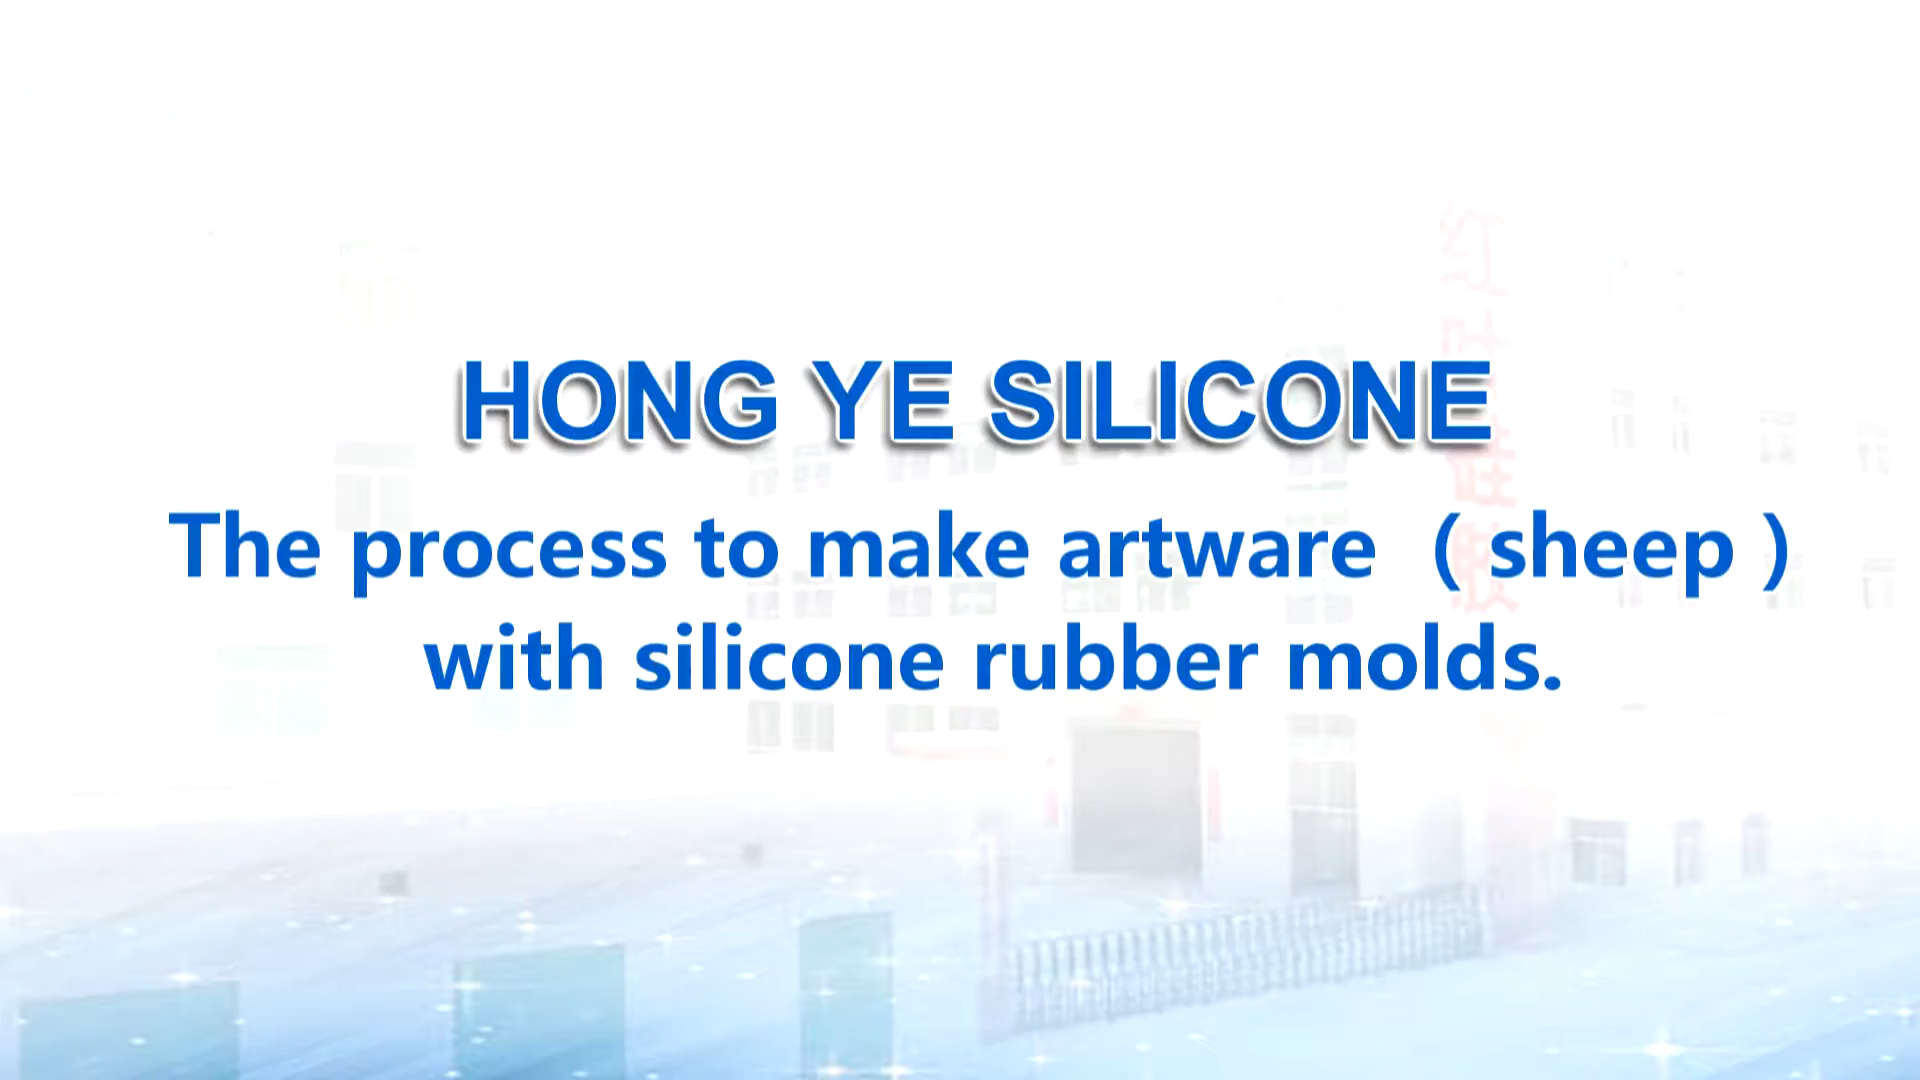 HONG YE SILICONE
The process to make artware （sheep）
with silicone rubber molds.